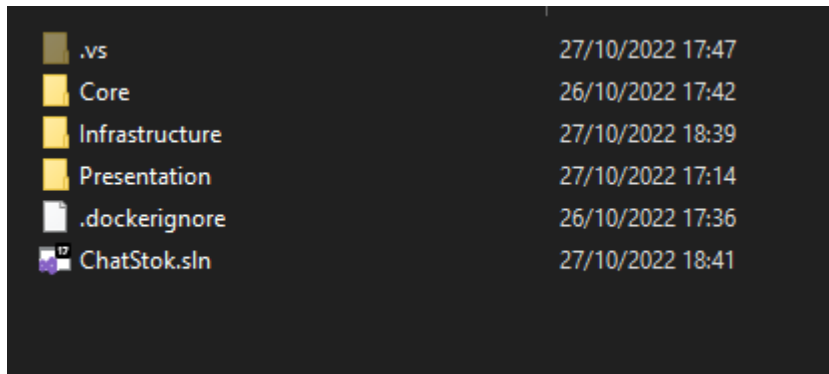 .vs 27/10/2022 17:47
Core 26/10/2022 17:42
Infrastructure 27/10/2022 18:39
Presentation 27/10/2022 17:14
.dockerignore 26/10/2022 17:36
17 ChatStok.sln 27/10/2022 18:41